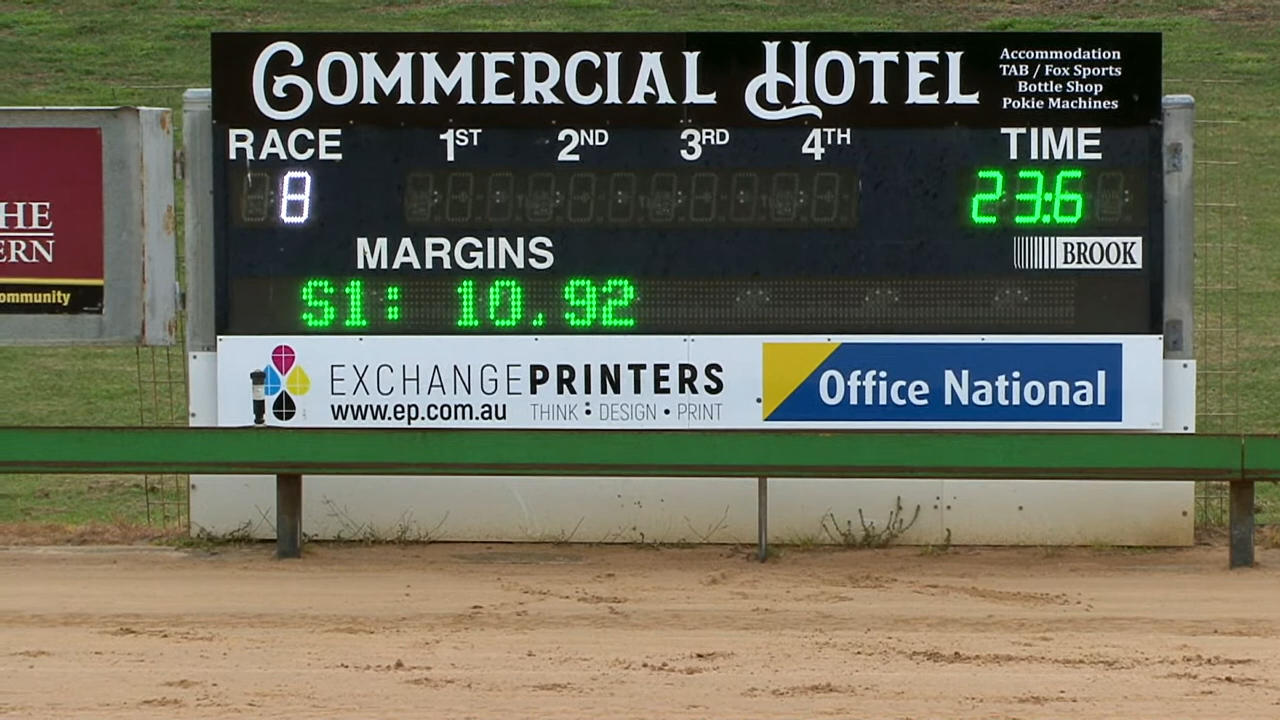 COMMERCIAL HOTEL
Accommodation
TAB / Fox Sports
Bottle Shop
Pokie Machines
RACE 1ST 2ND 3RD 4TH TIME
8 23:6
MARGINS
BROOK
S1: 10.92
HE
ERN
ommunity
EXCHANGEPRINTERS
www.ep.com.au THINK : DESIGN • PRINT
Office National